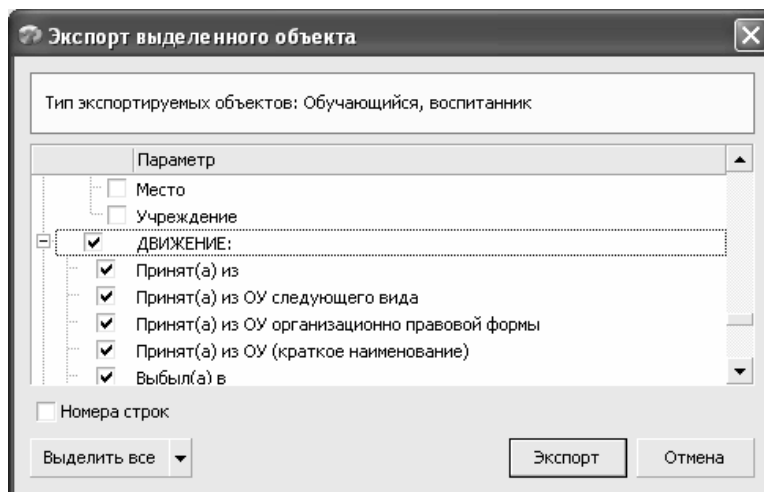 Экспорт выделенного объекта
Тип экспортируемых объектов: Обучающийся, воспитанник
Параметр
Место
Учреждение
ДВИЖЕНИЕ:
Принят(а) из
Принят(а) из ОУ следующего вида
Принят(а) из ОУ организационно правовой формы
Принят(а) из ОУ (краткое наименование)
Выбыл(а) в
Номера строк
Выделить все
Экспорт
Отмена